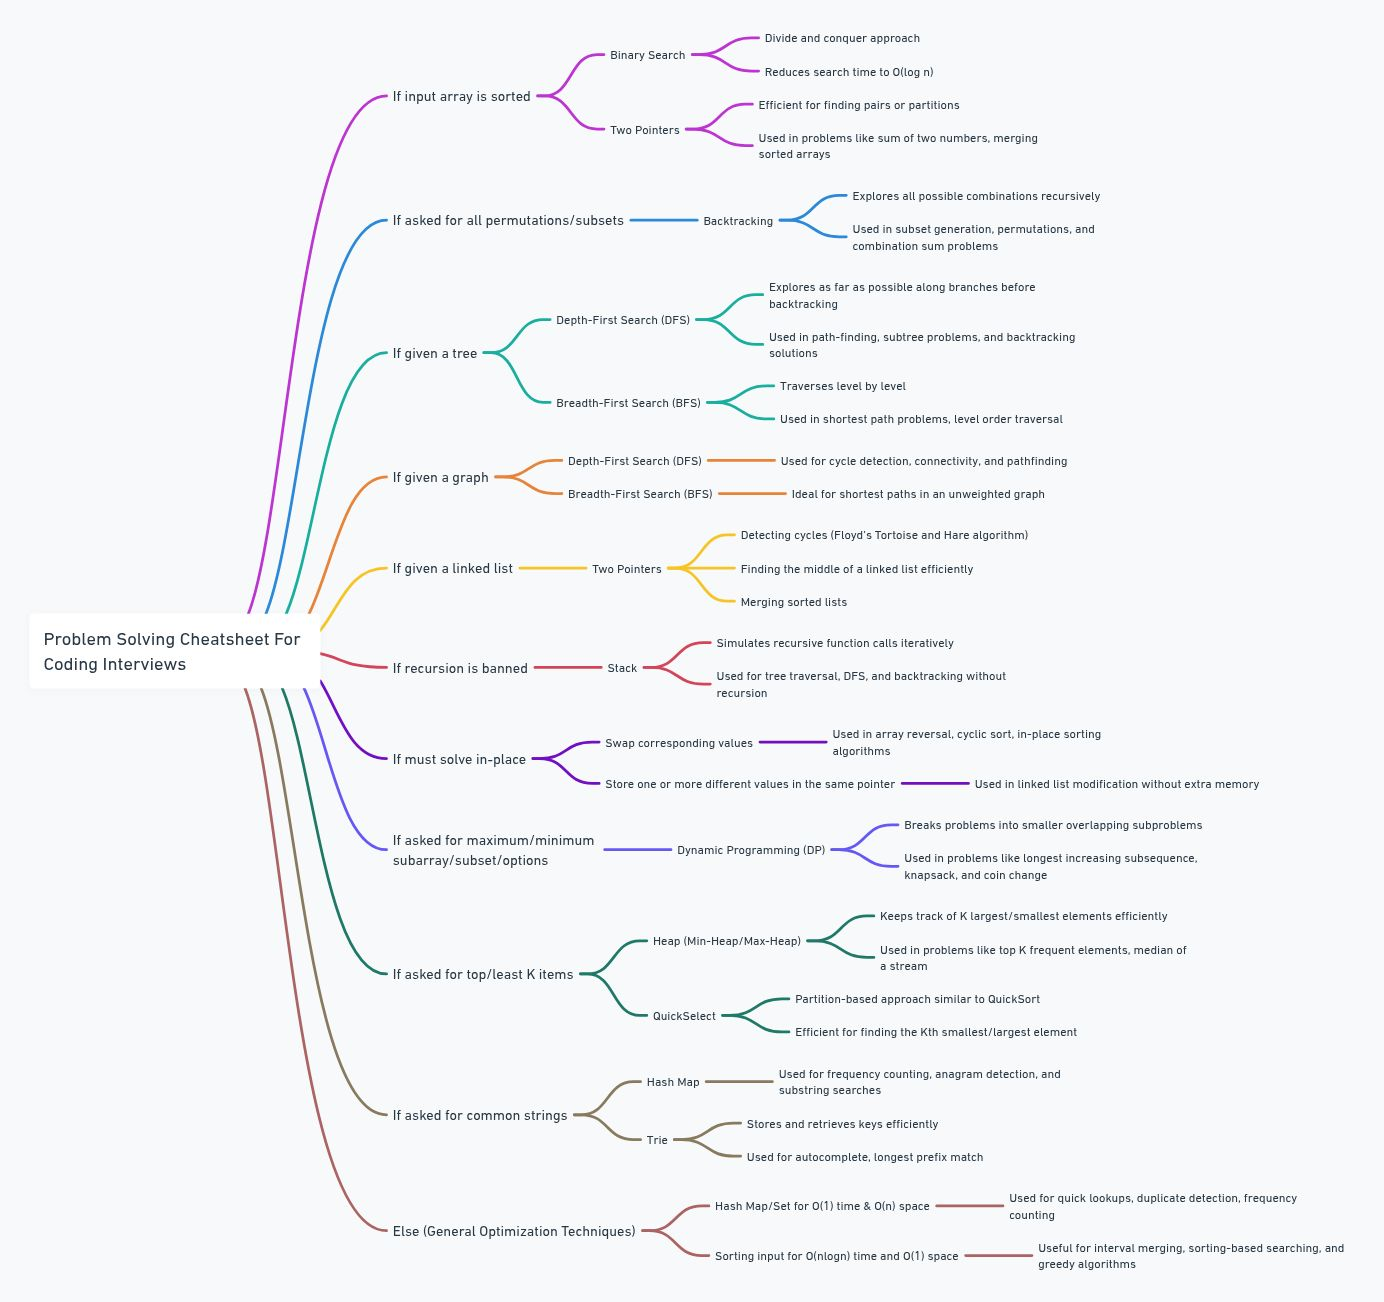 Problem Solving Cheatsheet For
Coding Interviews
If input array is sorted
Binary Search
Divide and conquer approach
Reduces search time to O(log n)
Two Pointers
Efficient for finding pairs or partitions
Used in problems like sum of two numbers, merging
sorted arrays
If asked for all permutations/subsets
Backtracking
Explores all possible combinations recursively
Used in subset generation, permutations, and
combination sum problems
If given a tree
Depth-First Search (DFS)
Explores as far as possible along branches before
backtracking
Used in path-finding, subtree problems, and backtracking
solutions
Breadth-First Search (BFS)
Traverses level by level
Used in shortest path problems, level order traversal
If given a graph
Depth-First Search (DFS)
Used for cycle detection, connectivity, and pathfinding
Breadth-First Search (BFS)
Ideal for shortest paths in an unweighted graph
If given a linked list
Two Pointers
Detecting cycles (Floyd's Tortoise and Hare algorithm)
Finding the middle of a linked list efficiently
Merging sorted lists
If recursion is banned
Stack
Simulates recursive function calls iteratively
Used for tree traversal, DFS, and backtracking without
recursion
If must solve in-place
Swap corresponding values
Used in array reversal, cyclic sort, in-place sorting
algorithms
Store one or more different values in the same pointer
Used in linked list modification without extra memory
If asked for maximum/minimum
subarray/subset/options
Dynamic Programming (DP)
Breaks problems into smaller overlapping subproblems
Used in problems like longest increasing subsequence,
knapsack, and coin change
If asked for top/least K items
Heap (Min-Heap/Max-Heap)
Keeps track of K largest/smallest elements efficiently
Used in problems like top K frequent elements, median of
a stream
QuickSelect
Partition-based approach similar to QuickSort
Efficient for finding the Kth smallest/largest element
If asked for common strings
Hash Map
Used for frequency counting, anagram detection, and
substring searches
Trie
Stores and retrieves keys efficiently
Used for autocomplete, longest prefix match
Else (General Optimization Techniques)
Hash Map/Set for O(1) time & O(n) space
Used for quick lookups, duplicate detection, frequency
counting
Sorting input for O(nlogn) time and O(1) space
Useful for interval merging, sorting-based searching, and
greedy algorithms